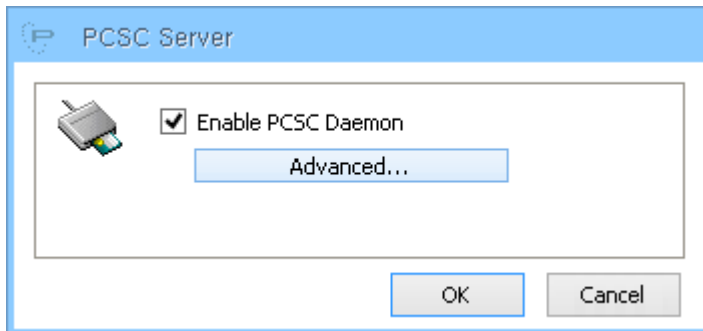 PCSC Server
Enable PCSC Daemon
Advanced...
OK
Cancel